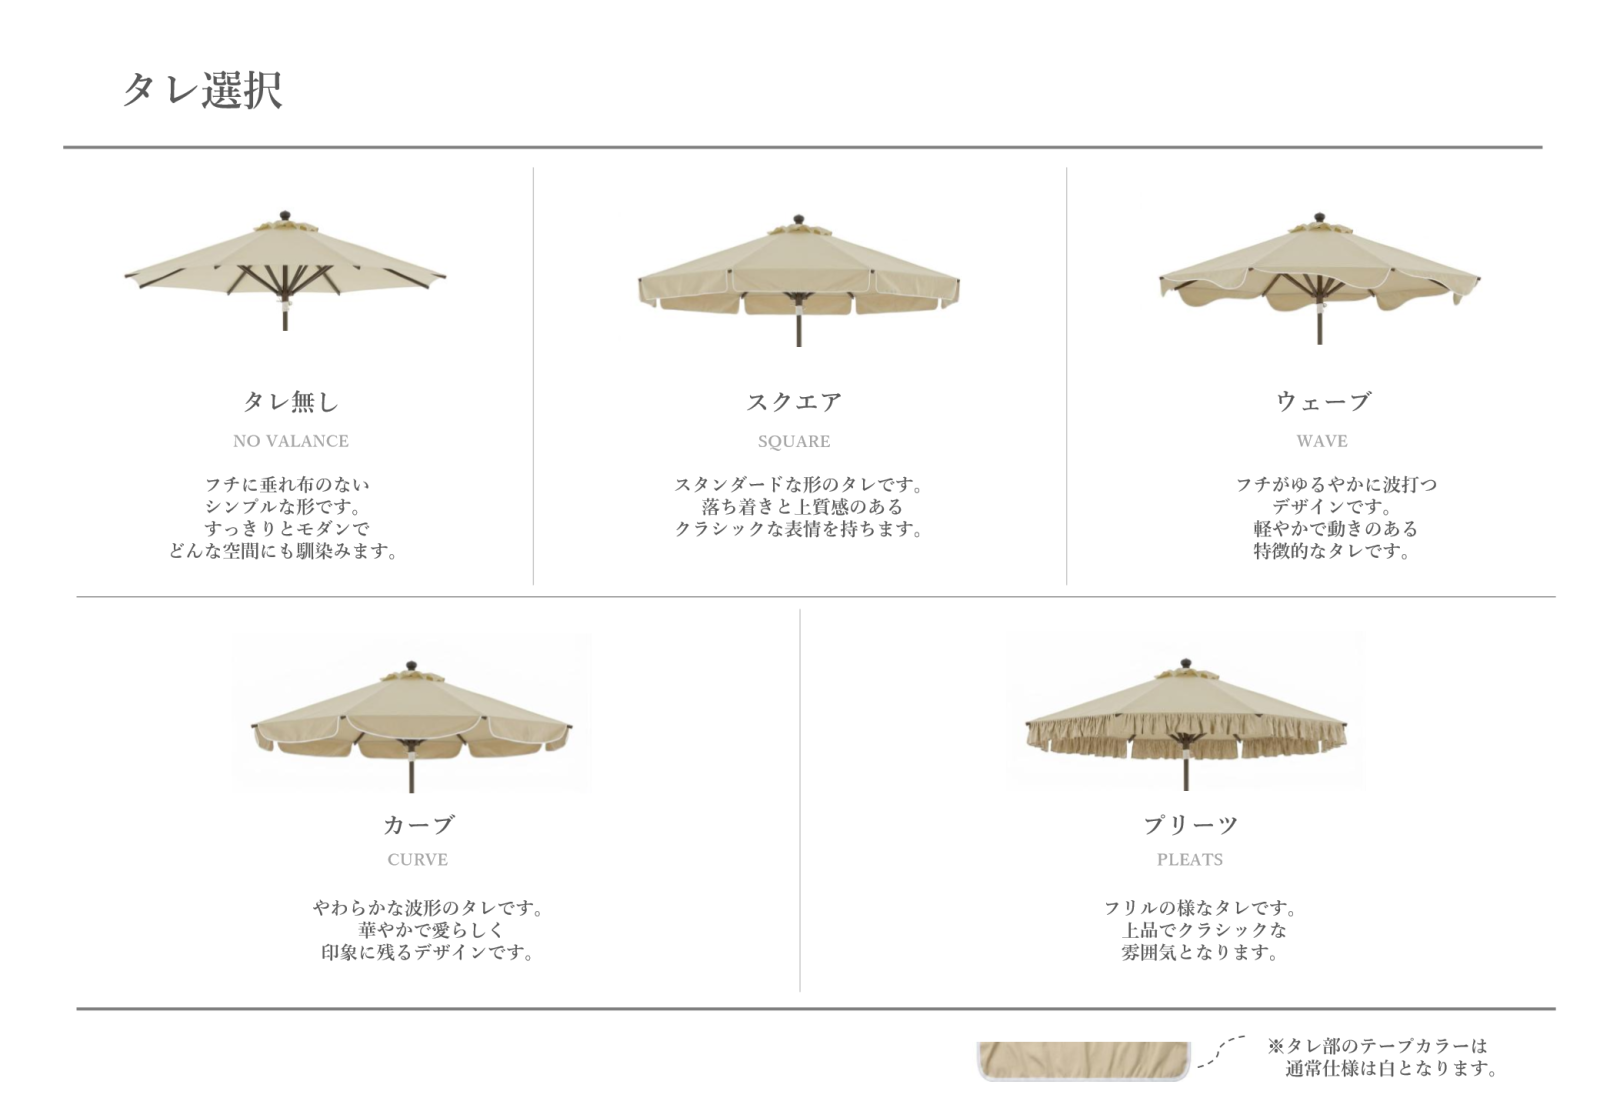 タレ選択
タレ無し
NO VALANCE
フチに垂れ布のない
シンプルな形です。
すっきりとモダンで
どんな空間にも馴染みます。
スクエア
SQUARE
スタンダードな形のタレです。
落ち着きと上質感のある
クラシックな表情を持ちます。
ウェーブ
WAVE
フチがゆるやかに波打つ
デザインです。
軽やかで動きのある
特徴的なタレです。
カーブ
CURVE
やわらかな波形のタレです。
華やかで愛らしく
印象に残るデザインです。
プリーツ
PLEATS
フリルの様なタレです。
上品でクラシックな
雰囲気となります。
※タレ部のテープカラーは
通常仕様は白となります。